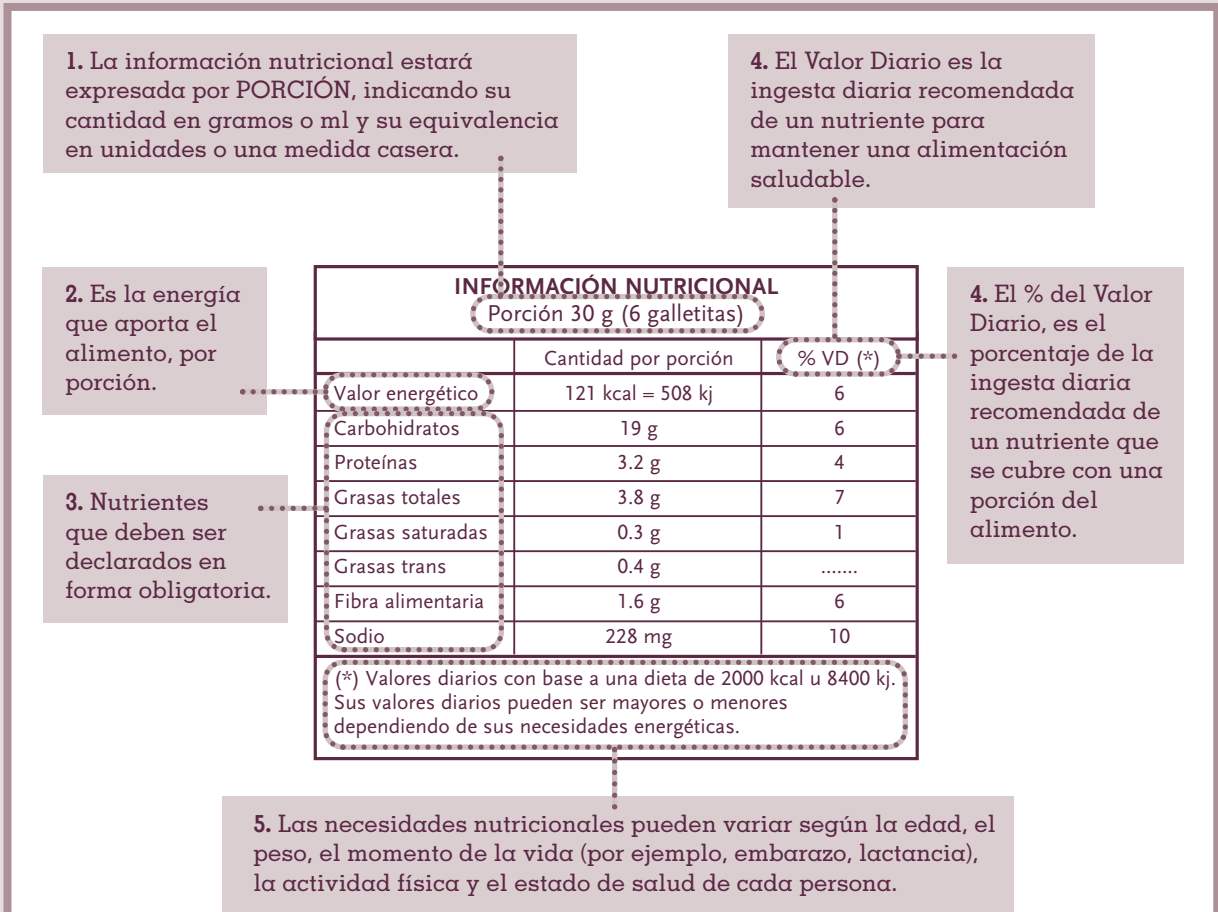 1. La información nutricional estará
expresada por PORCIÓN, indicando su
cantidad en gramos o ml y su equivalencia
en unidades o una medida casera.
4. El Valor Diario es la
ingesta diaria recomendada
de un nutriente para
mantener una alimentación
saludable.
2. Es la energía
que aporta el
alimento, por
porción.
3. Nutrientes
que deben ser
declarados en
forma obligatoria.
INFORMACIÓN NUTRICIONAL
Porción 30 g (6 galletitas)
Cantidad por porción % VD (*)
Valor energético 121 kcal = 508 kj 6
Carbohidratos 19 g 6
Proteínas 3.2 g 4
Grasas totales 3.8 g 7
Grasas saturadas 0.3 g 1
Grasas trans 0.4 g .......
Fibra alimentaria 1.6 g 6
Sodio 228 mg 10
(*) Valores diarios con base a una dieta de 2000 kcal u 8400 kj.
Sus valores diarios pueden ser mayores o menores
dependiendo de sus necesidades energéticas.
4. El % del Valor
Diario, es el
porcentaje de la
ingesta diaria
recomendada de
un nutriente que
se cubre con una
porción del
alimento.
5. Las necesidades nutricionales pueden variar según la edad, el
peso, el momento de la vida (por ejemplo, embarazo, lactancia),
la actividad física y el estado de salud de cada persona.